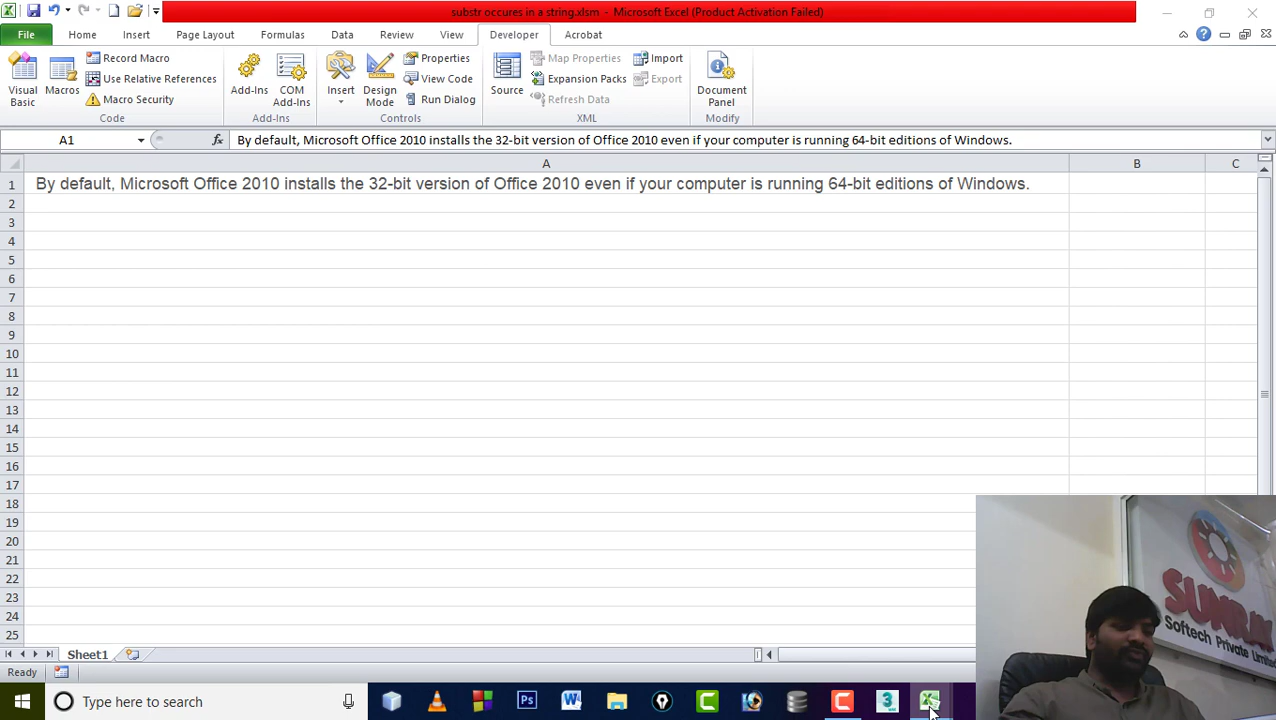 substr occures in a string.xlsm - Microsoft Excel (Product Activation Failed)
File Home Insert Page Layout Formulas Data Review View Developer Acrobat
Visual Basic
Macros
Record Macro
Use Relative References
Macro Security
Code
Add-Ins
COM Add-Ins
Add-Ins
Insert
Design Mode
Properties
View Code
Run Dialog
Controls
Source
Map Properties
Expansion Packs
Refresh Data
Import
Export
XML
Document Panel
Modify
A1 fx By default, Microsoft Office 2010 installs the 32-bit version of Office 2010 even if your computer is running 64-bit editions of Windows.
A B C
1 By default, Microsoft Office 2010 installs the 32-bit version of Office 2010 even if your computer is running 64-bit editions of Windows.
2
3
4
5
6
7
8
9
10
11
12
13
14
15
16
17
18
19
20
21
22
23
24
25
Sheet1
Ready
Type here to search
Softech Private Limited